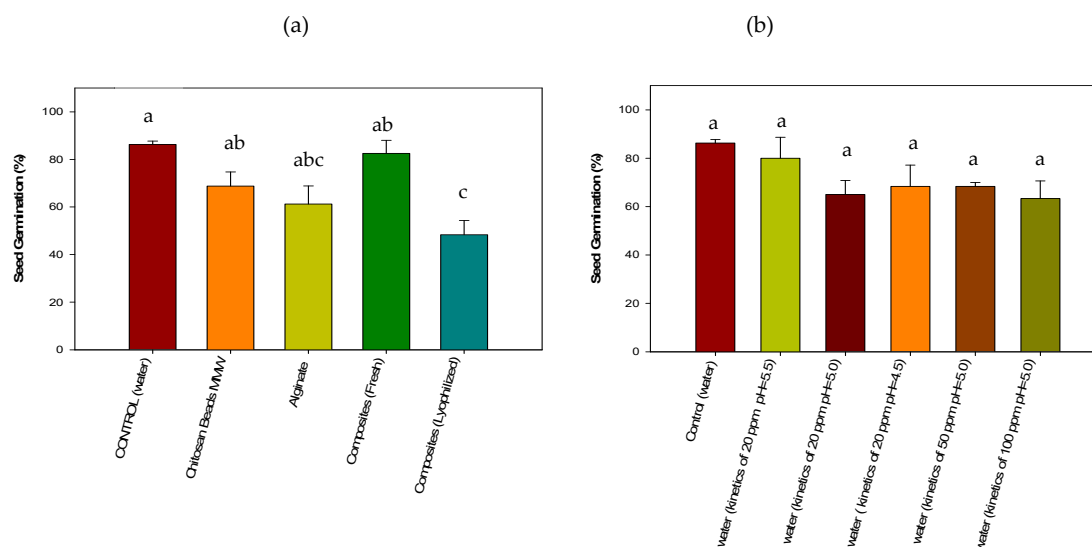 (a)
(b)
Seed Germination (%)
100
80
60
40
20
0
a
ab
abc
ab
c
CONTROL (water)
Chitosan Beads MMW
Alginate
Composites (Fresh)
Composites (Lyophilized)
Seed Germination (%)
100
80
60
40
20
0
a
a
a
a
a
a
Control (water)
water (kinetics of 20 ppm pH=5.5)
water (kinetics of 20 ppm pH=5.0)
water ( kinetics of 20 ppm pH=4.5)
water (kinetics of 50 ppm pH=5.0)
water (kinetics of 100 ppm pH=5.0)